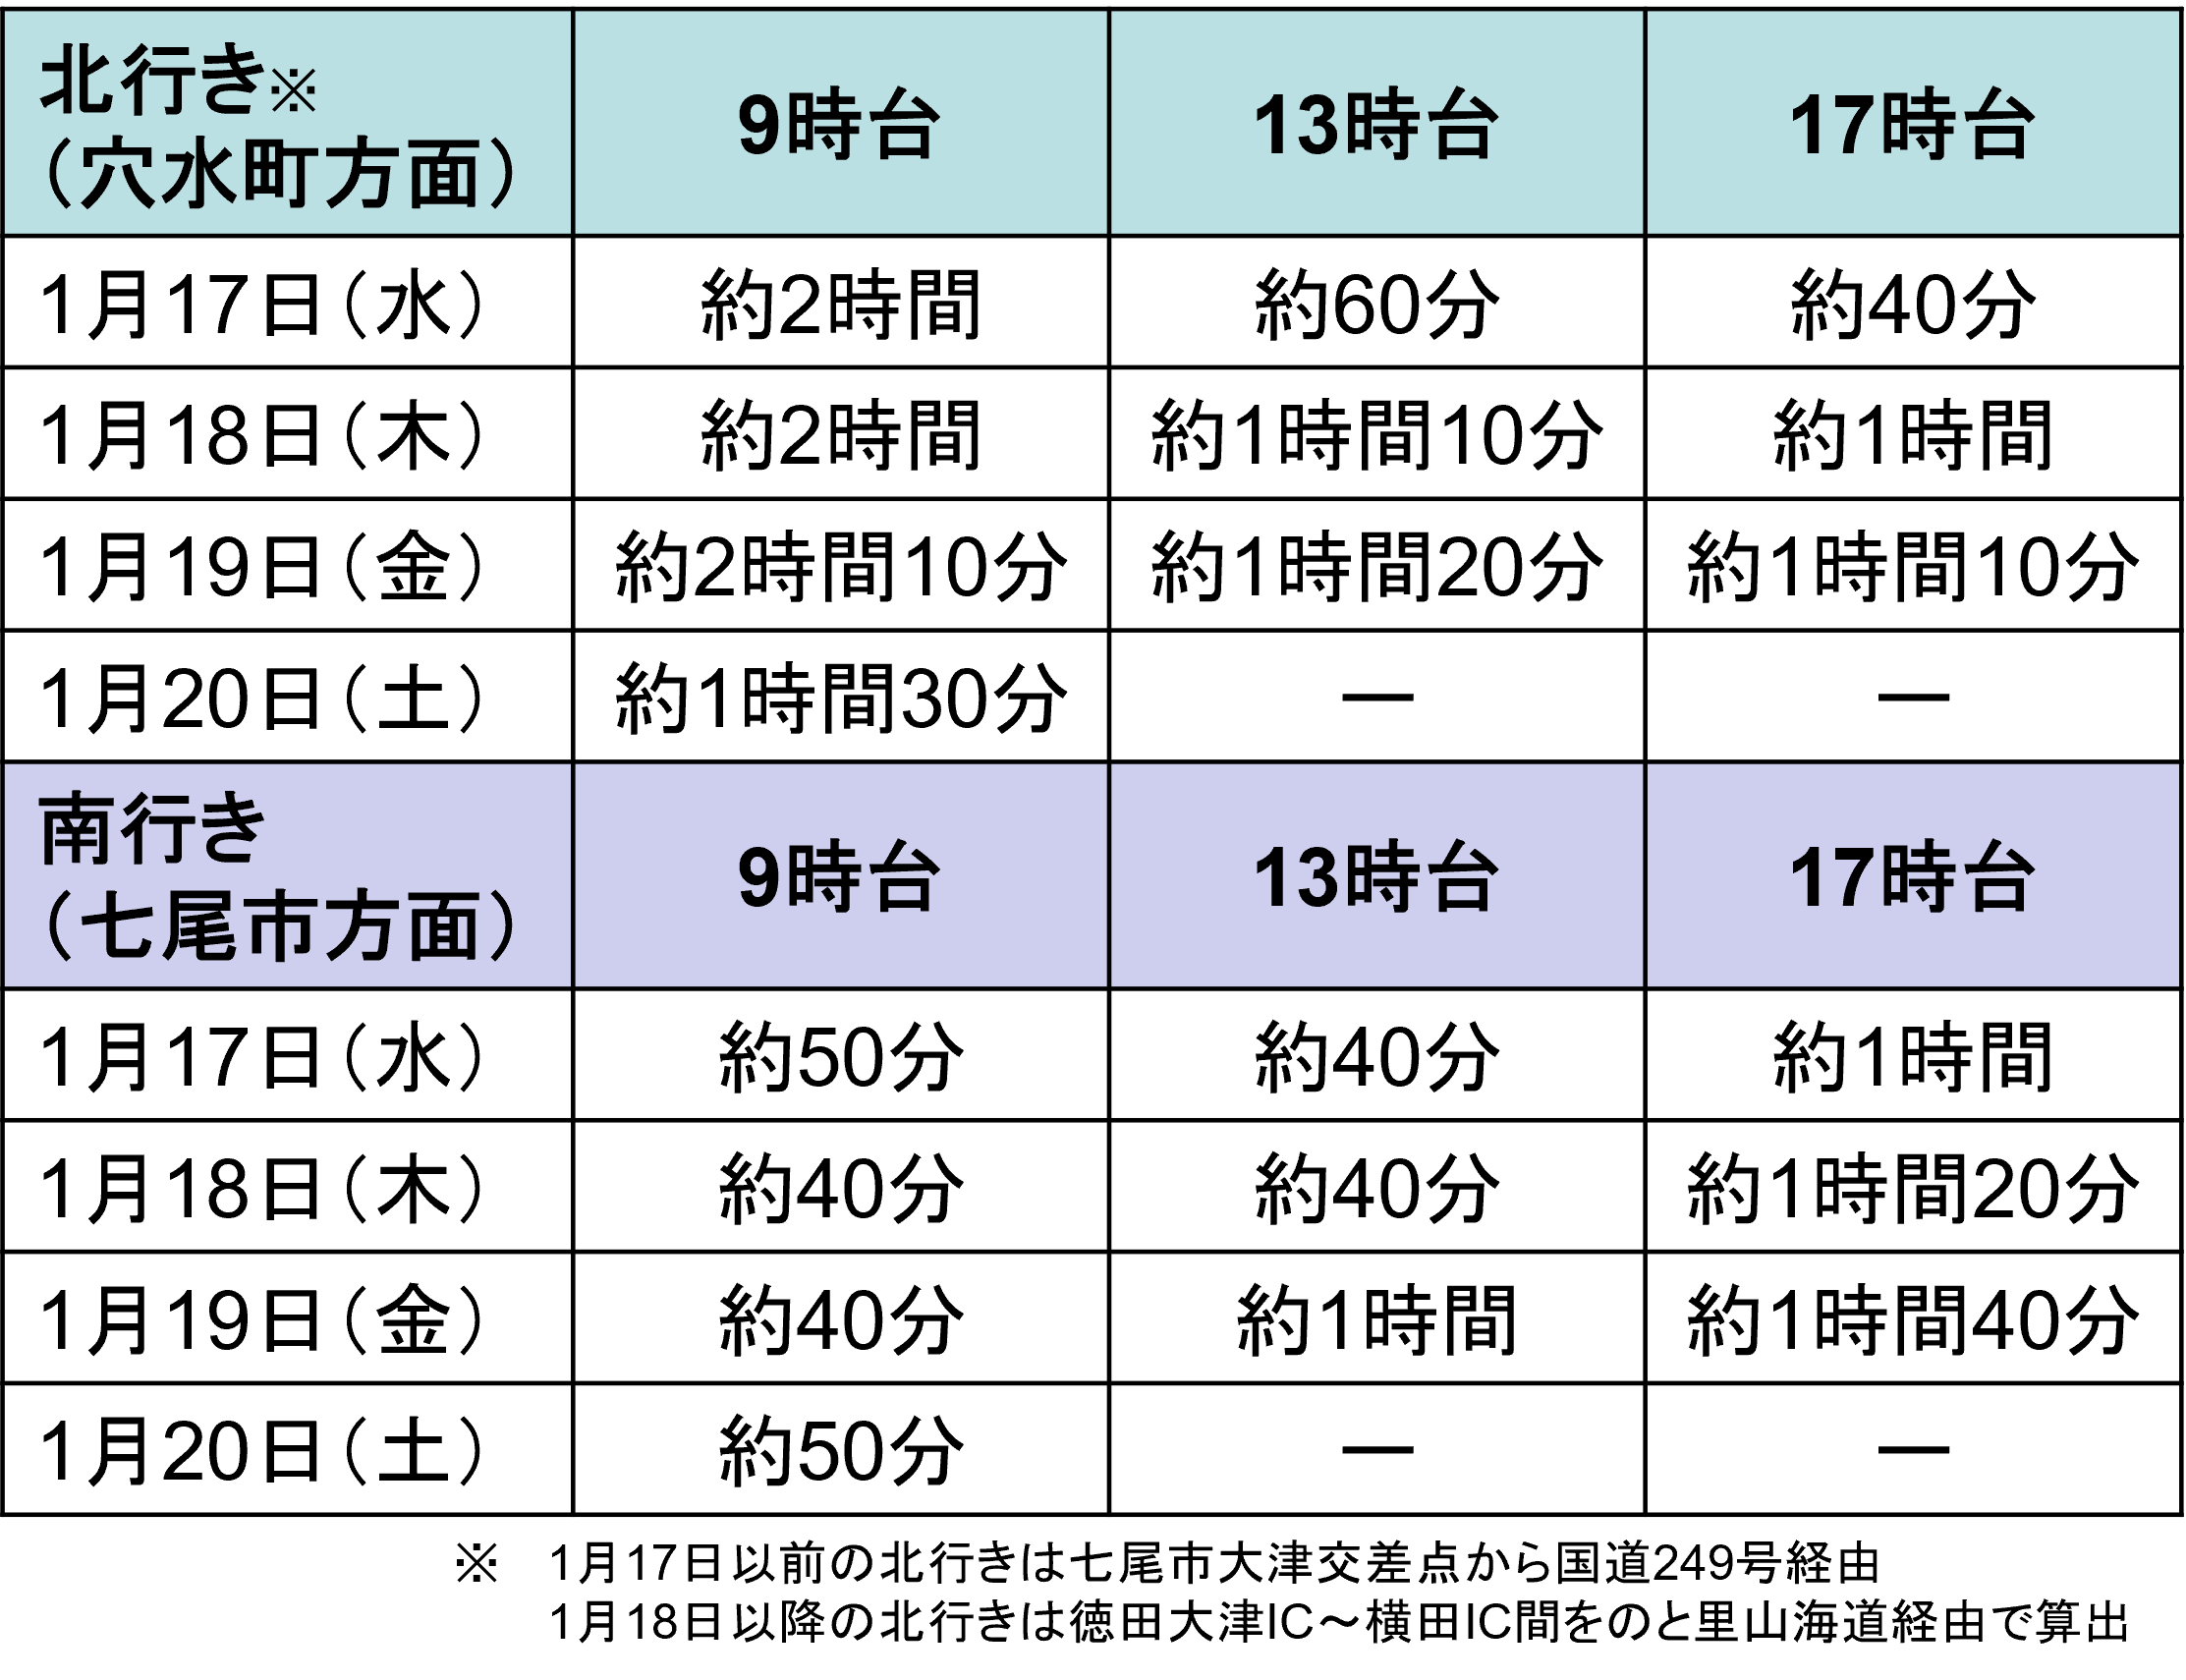 北行き※
（穴水町方面） 9時台 13時台 17時台
1月17日（水） 約2時間 約60分 約40分
1月18日（木） 約2時間 約1時間10分 約1時間
1月19日（金） 約2時間10分 約1時間20分 約1時間10分
1月20日（土） 約1時間30分 ― ―
南行き
（七尾市方面） 9時台 13時台 17時台
1月17日（水） 約50分 約40分 約1時間
1月18日（木） 約40分 約40分 約1時間20分
1月19日（金） 約40分 約1時間 約1時間40分
1月20日（土） 約50分 ― ―
※　1月17日以前の北行きは七尾市大津交差点から国道249号経由
1月18日以降の北行きは徳田大津IC～横田IC間をのと里山海道経由で算出